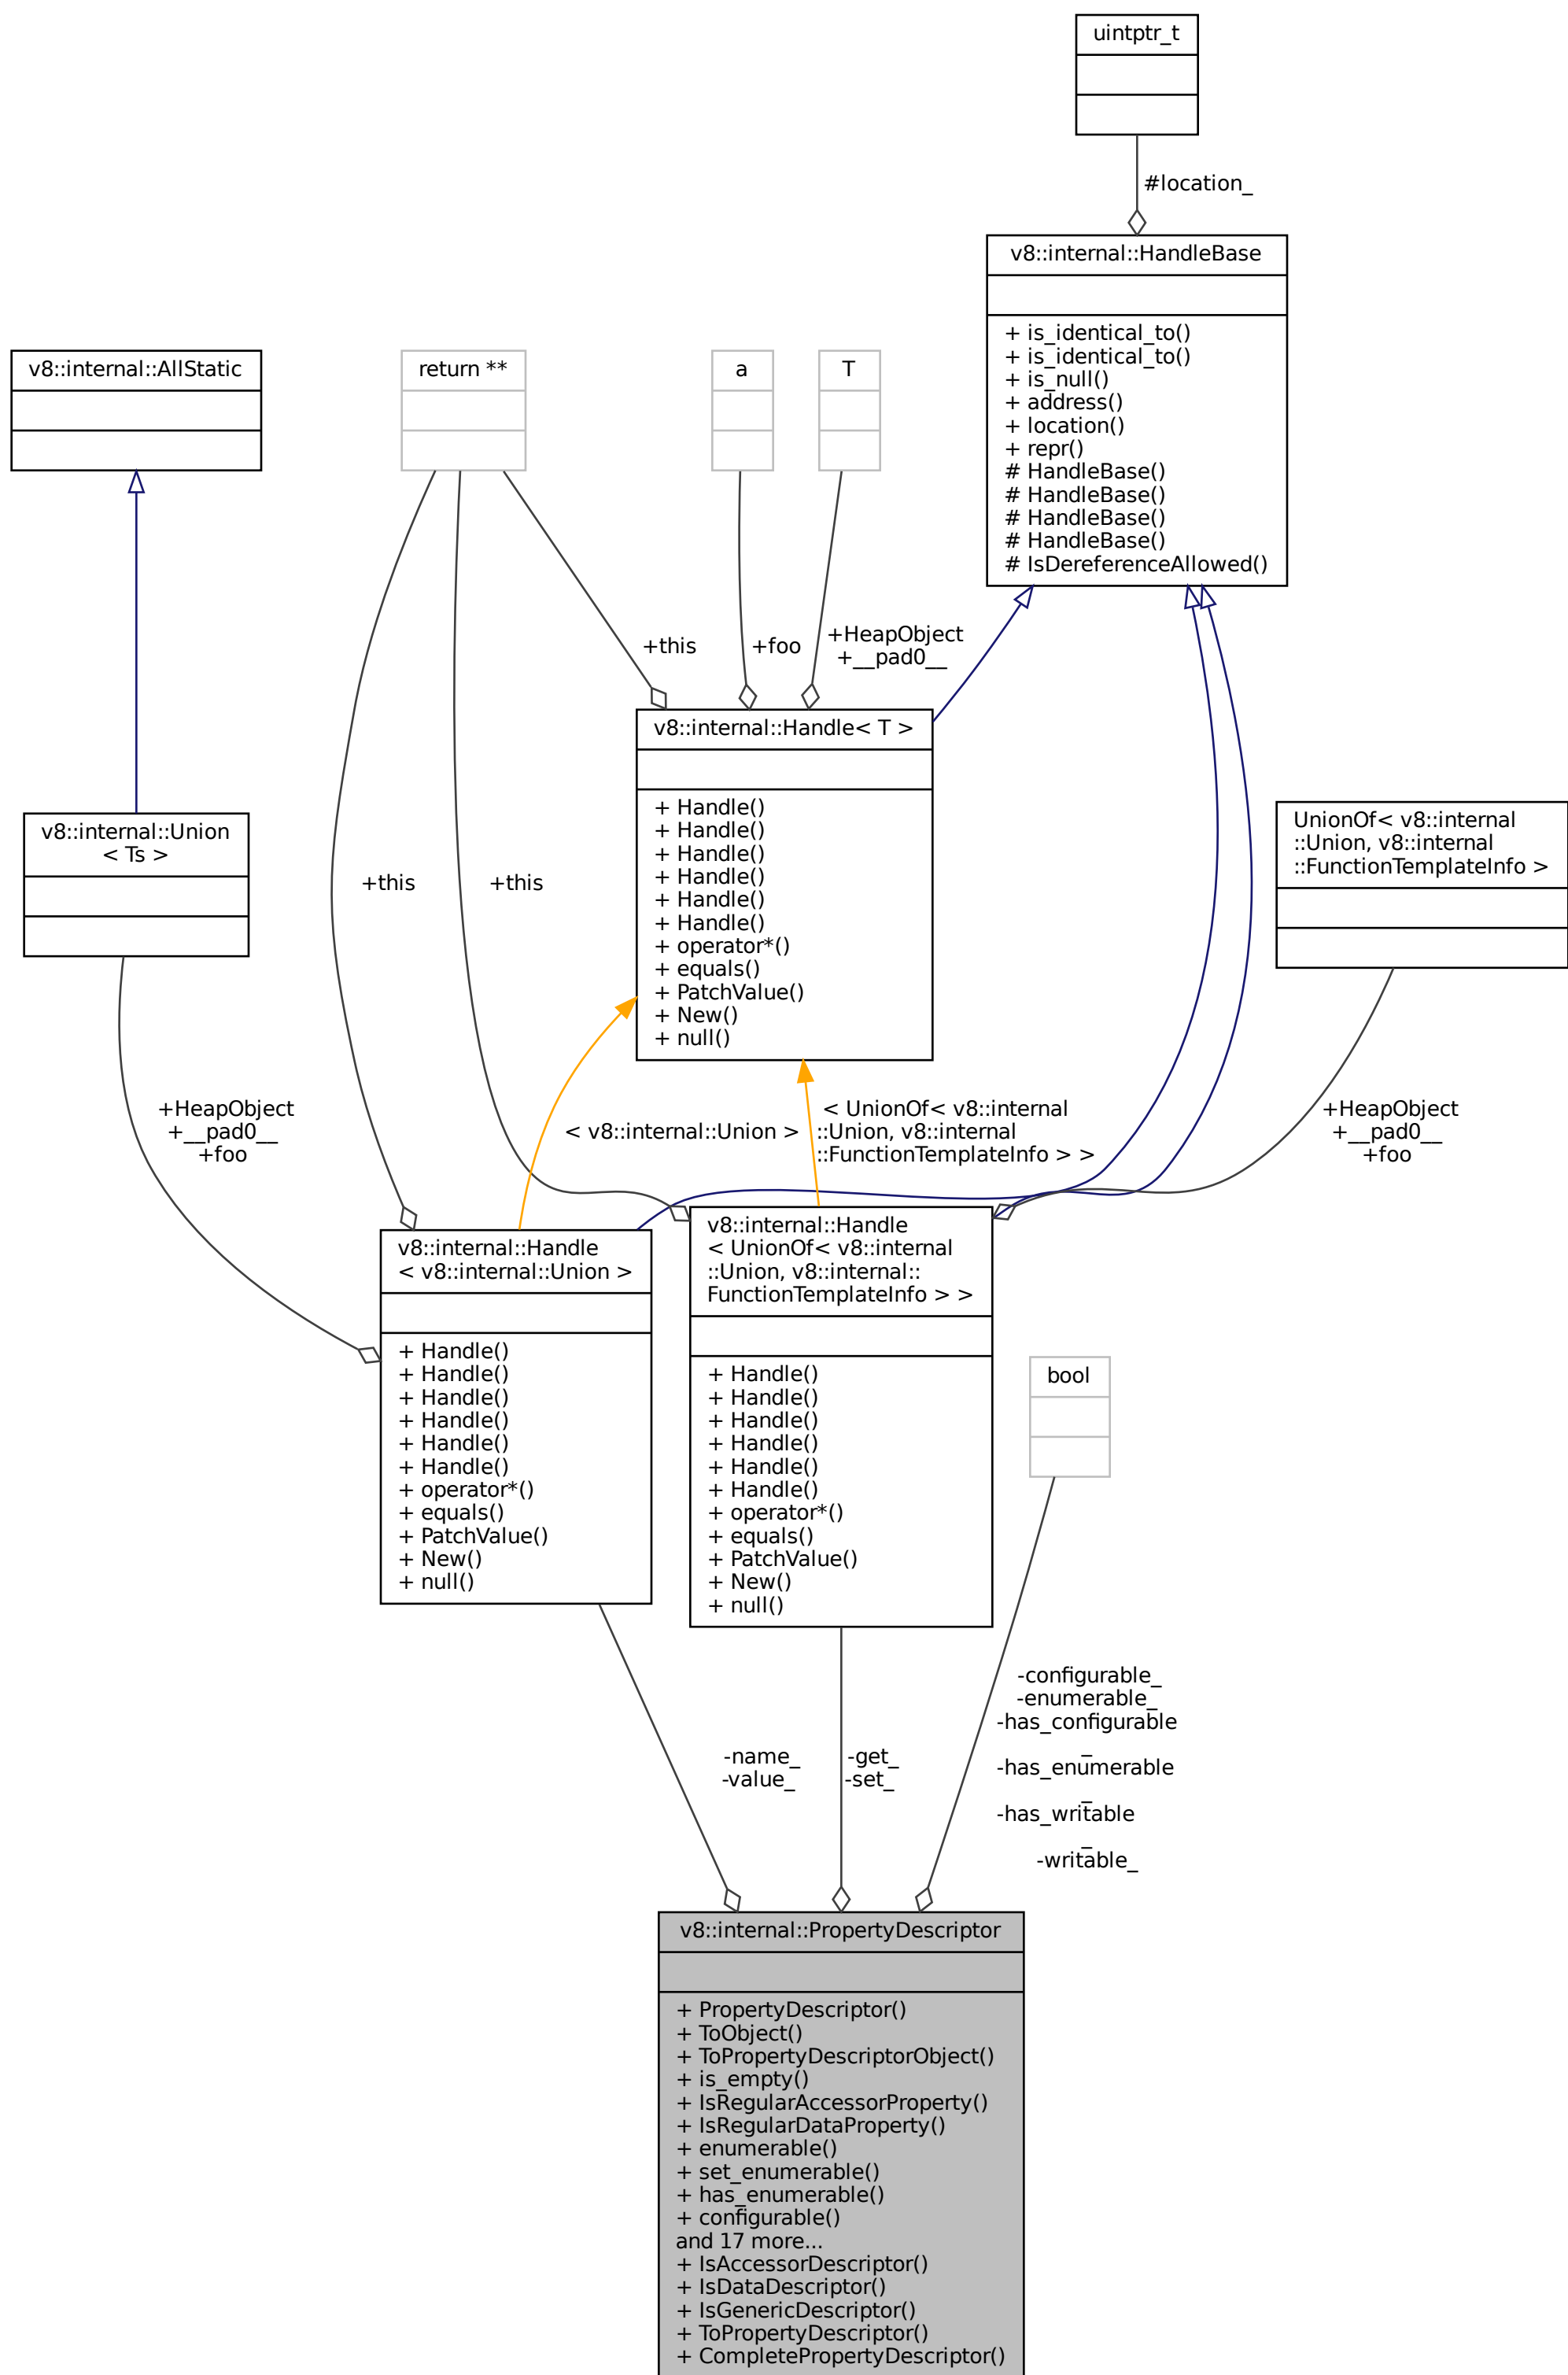 uintptr_t
#location_
v8::internal::HandleBase
+ is_identical_to()
+ is_identical_to()
+ is_null()
+ address()
+ location()
+ repr()
# HandleBase()
# HandleBase()
# HandleBase()
# HandleBase()
# IsDereferenceAllowed()
v8::internal::AllStatic
return **
a
T
+this
+foo
+HeapObject
+__pad0__
v8::internal::Handle< T >
+ Handle()
+ Handle()
+ Handle()
+ Handle()
+ Handle()
+ Handle()
+ operator*()
+ equals()
+ PatchValue()
+ New()
+ null()
v8::internal::Union
< Ts >
+this
+this
UnionOf< v8::internal
::Union, v8::internal
::FunctionTemplateInfo >
+HeapObject
+__pad0__
+foo
< v8::internal::Union >
< UnionOf< v8::internal
::Union, v8::internal
::FunctionTemplateInfo > >
+HeapObject
+__pad0__
+foo
v8::internal::Handle
< v8::internal::Union >
+ Handle()
+ Handle()
+ Handle()
+ Handle()
+ Handle()
+ Handle()
+ operator*()
+ equals()
+ PatchValue()
+ New()
+ null()
v8::internal::Handle
< UnionOf< v8::internal
::Union, v8::internal::
FunctionTemplateInfo > >
+ Handle()
+ Handle()
+ Handle()
+ Handle()
+ Handle()
+ Handle()
+ operator*()
+ equals()
+ PatchValue()
+ New()
+ null()
bool
-name_
-value_
-get_
-set_
-configurable_
-enumerable_
-has_configurable
_
-has_enumerable
_
-has_writable
_
-writable_
v8::internal::PropertyDescriptor
+ PropertyDescriptor()
+ ToObject()
+ ToPropertyDescriptorObject()
+ is_empty()
+ IsRegularAccessorProperty()
+ IsRegularDataProperty()
+ enumerable()
+ set_enumerable()
+ has_enumerable()
+ configurable()
and 17 more...
+ IsAccessorDescriptor()
+ IsDataDescriptor()
+ IsGenericDescriptor()
+ ToPropertyDescriptor()
+ CompletePropertyDescriptor()